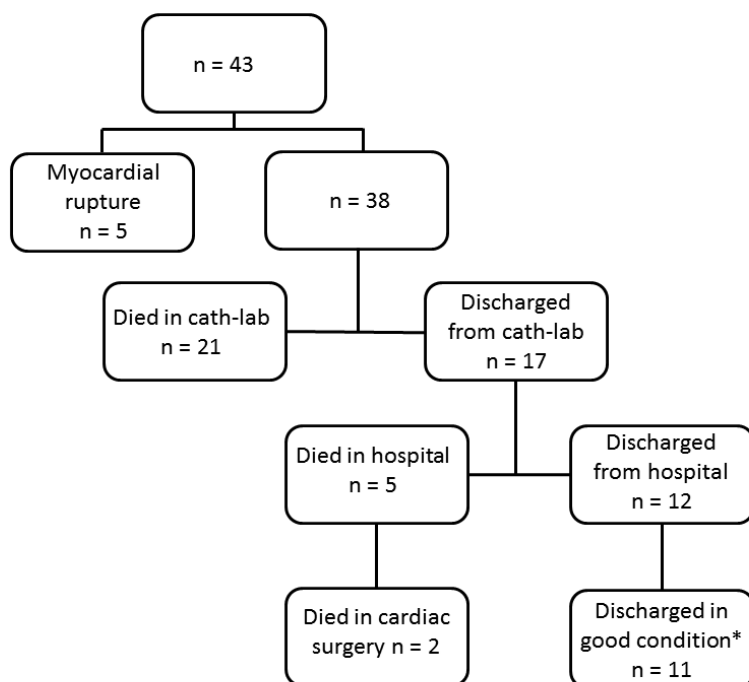 n = 43
Myocardial
rupture
n = 5
n = 38
Died in cath-lab
n = 21
Discharged
from cath-lab
n = 17
Died in hospital
n = 5
Discharged
from hospital
n = 12
Died in cardiac
surgery n = 2
Discharged in
good condition*
n = 11